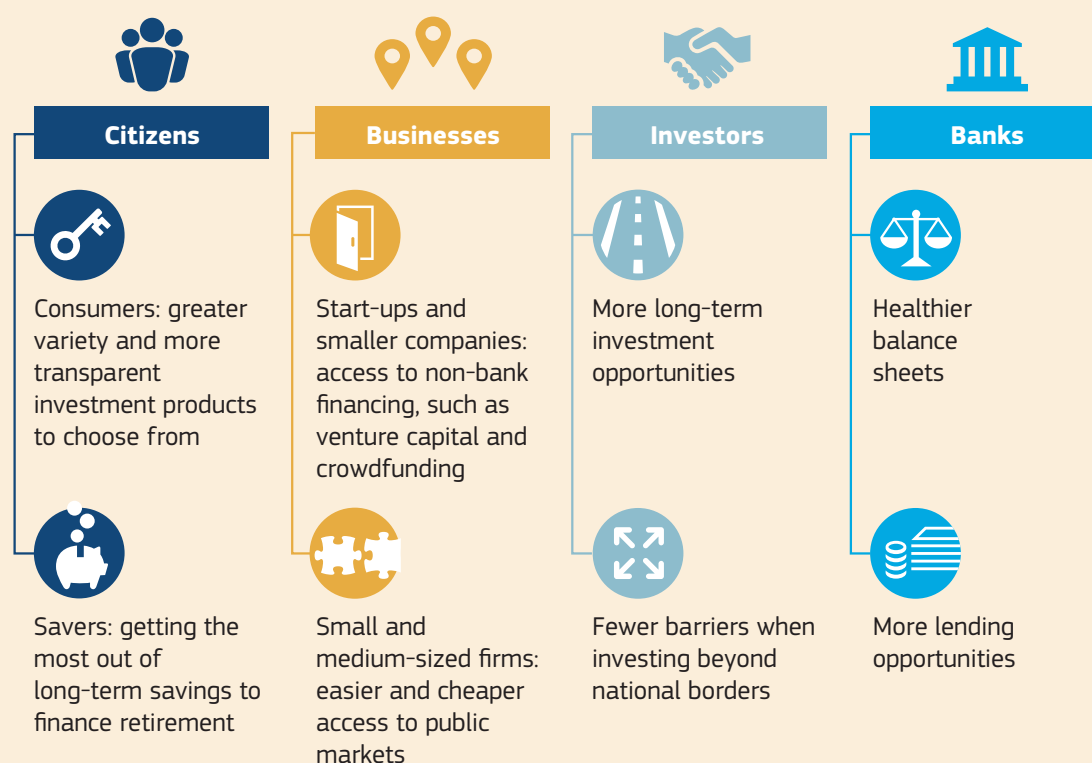 Citizens
Consumers: greater
variety and more
transparent
investment products
to choose from
Savers: getting the
most out of
long-term savings to
finance retirement
Businesses
Start-ups and
smaller companies:
access to non-bank
financing, such as
venture capital and
crowdfunding
Small and
medium-sized firms:
easier and cheaper
access to public
markets
Investors
More long-term
investment
opportunities
Fewer barriers when
investing beyond
national borders
Banks
Healthier
balance
sheets
More lending
opportunities